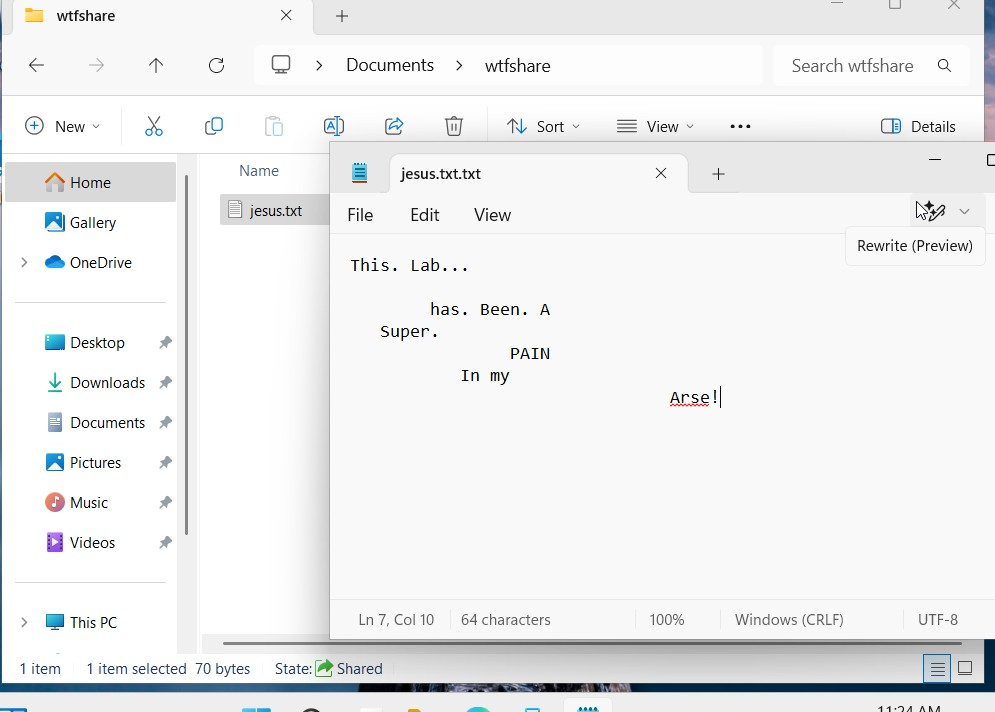 wtfshare
Documents > wtfshare
Search wtfshare
New
Sort
View
Details
Home
Gallery
OneDrive
Desktop
Downloads
Documents
Pictures
Music
Videos
This PC
Name
jesus.txt
jesus.txt.txt
File Edit View
Rewrite (Preview)
This. Lab...
has. Been. A
Super.
PAIN
In my
Arse!
Ln 7, Col 10 64 characters 100% Windows (CRLF) UTF-8
1 item 1 item selected 70 bytes State: Shared
11:24 AM